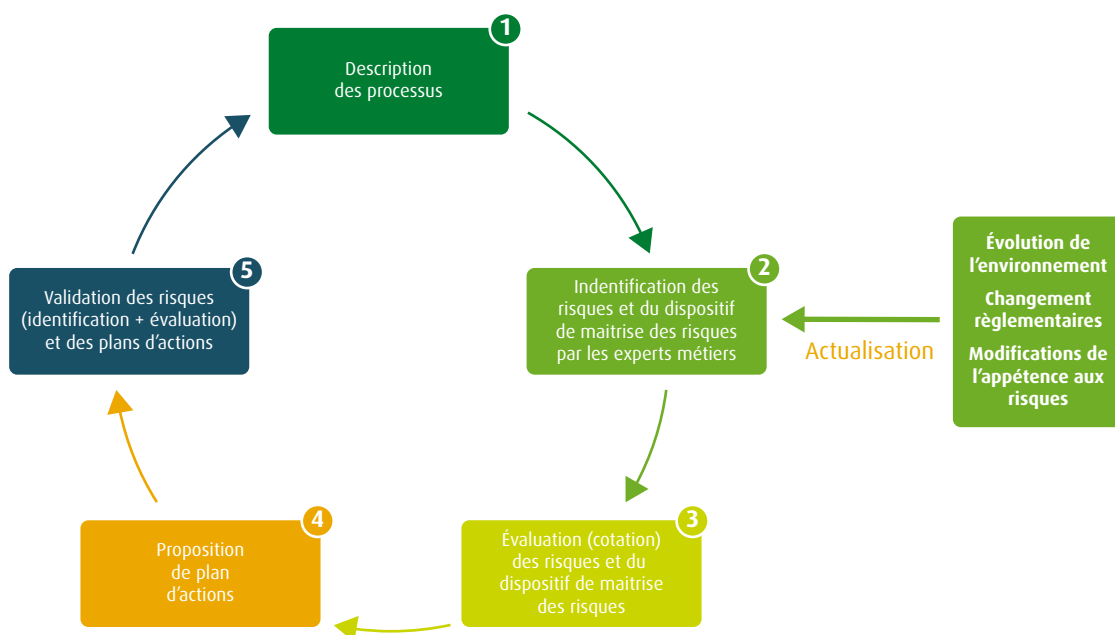 1
Description
des processus
2
Indentification des
risques et du dispositif
de maitrise des risques
par les experts métiers
Évolution de
l'environnement
Changement
règlementaires
Modifications de
l'appétence aux
risques
Actualisation
3
Évaluation (cotation)
des risques et du
dispositif de maitrise
des risques
4
Proposition
de plan
d'actions
5
Validation des risques
(identification + évaluation)
et des plans d'actions